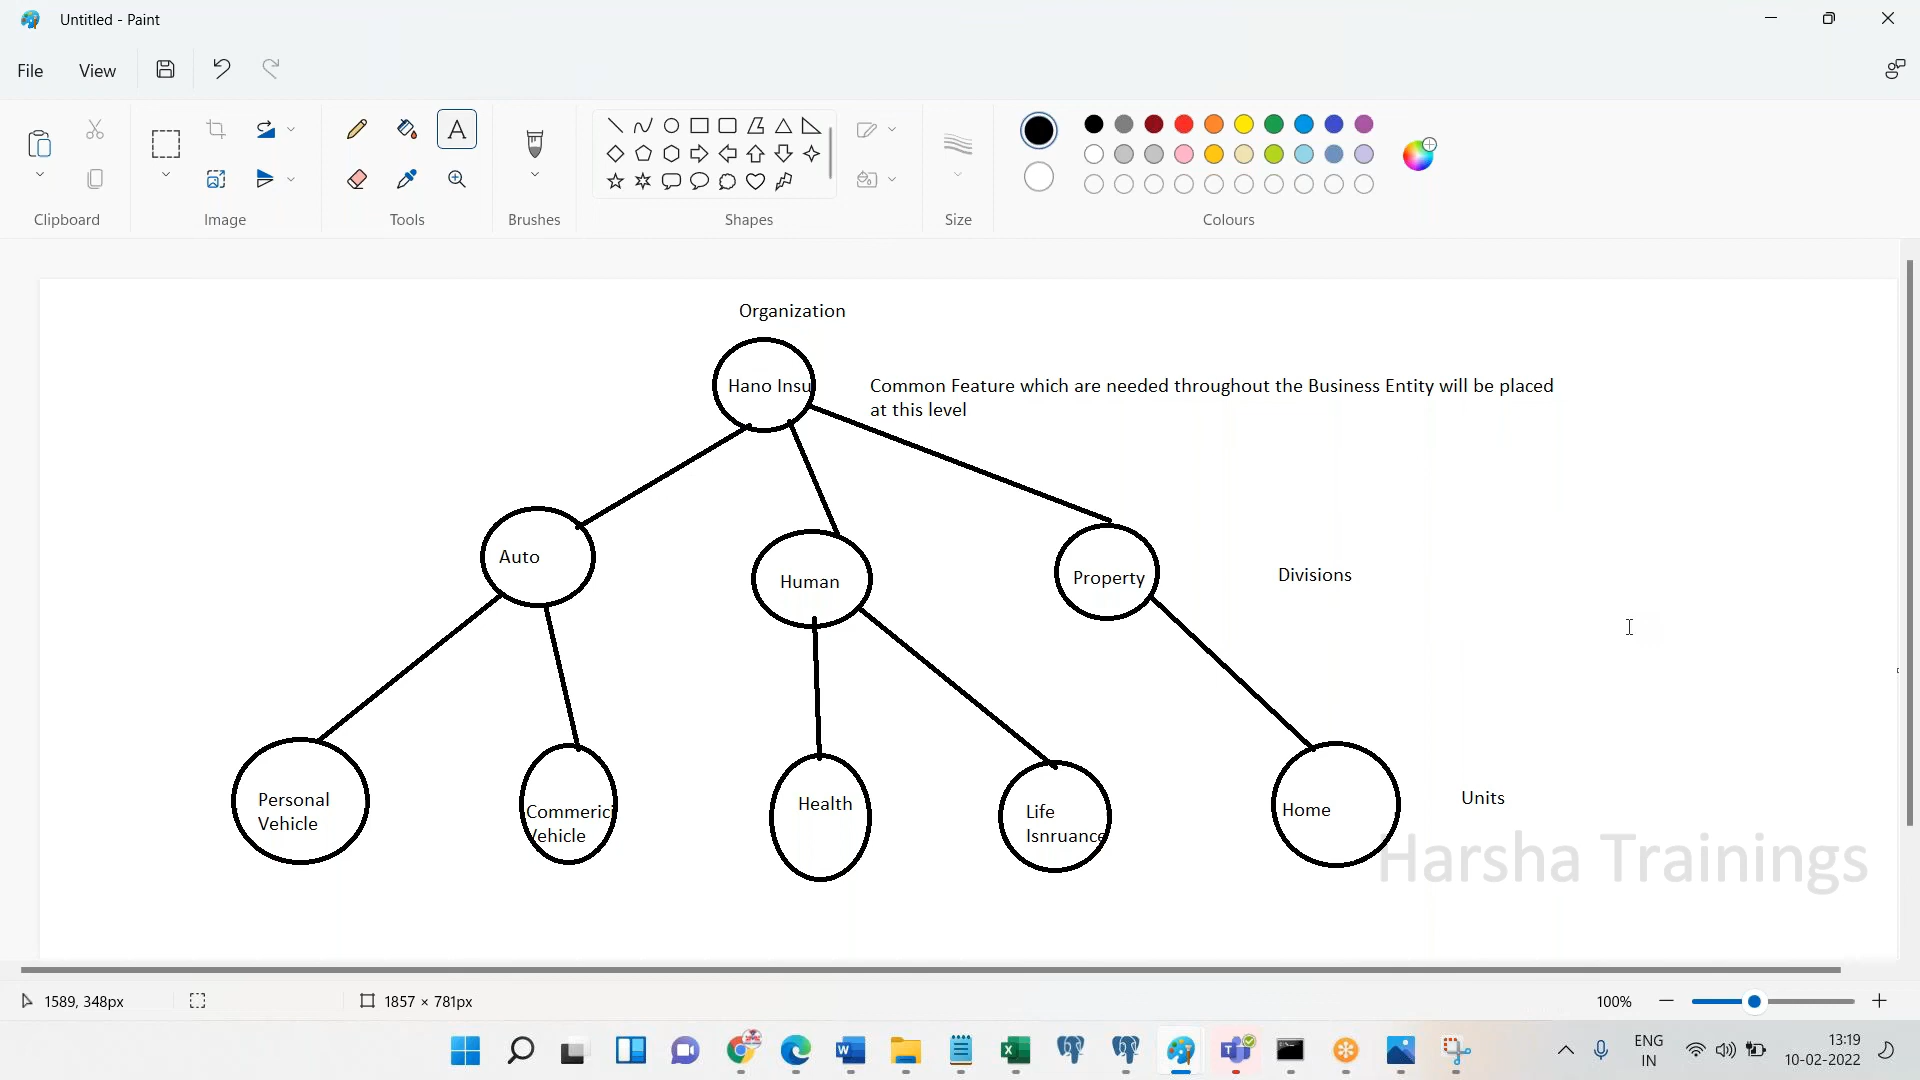 Untitled - Paint
File
View
Clipboard
Image
Tools
Brushes
Shapes
Size
Colours
Organization
Hano Insu
Common Feature which are needed throughout the Business Entity will be placed
at this level
Auto
Human
Property
Divisions
Personal
Vehicle
Commerici
Vehicle
Health
Life
Isnruance
Home
Units
Harsha Trainings
1589, 348px
1857 × 781px
100%
ENG
IN
13:19
10-02-2022